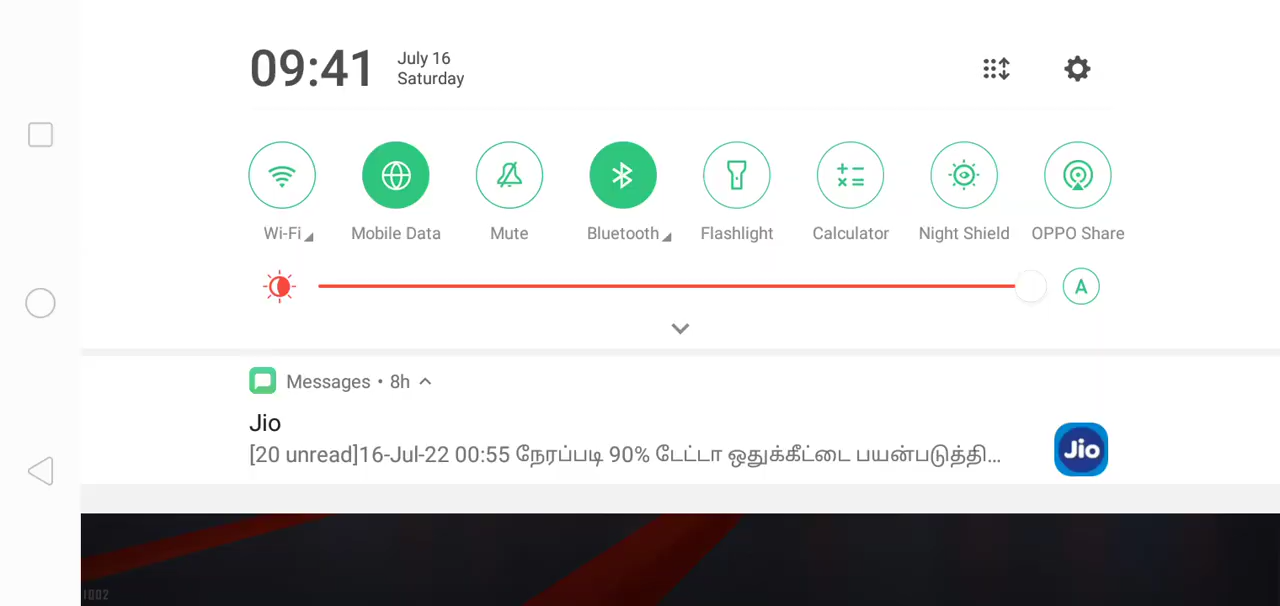 09:41
July 16
Saturday
Wi-Fi
Mobile Data
Mute
Bluetooth
Flashlight
Calculator
Night Shield
OPPO Share
A
Messages • 8h
Jio
[20 unread]16-Jul-22 00:55 நேரப்படி 90% டேட்டா ஒதுக்கீட்டை பயன்படுத்தி...
Jio
1002